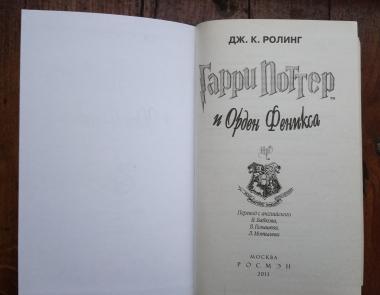 ДЖ. К. РОЛИНГ
Гарри Поттер
и Орден Феникса
Перевод с английского
В. Бабкова,
В. Голышева,
Л. Мотылева
МОСКВА
РОСМЭН
2011